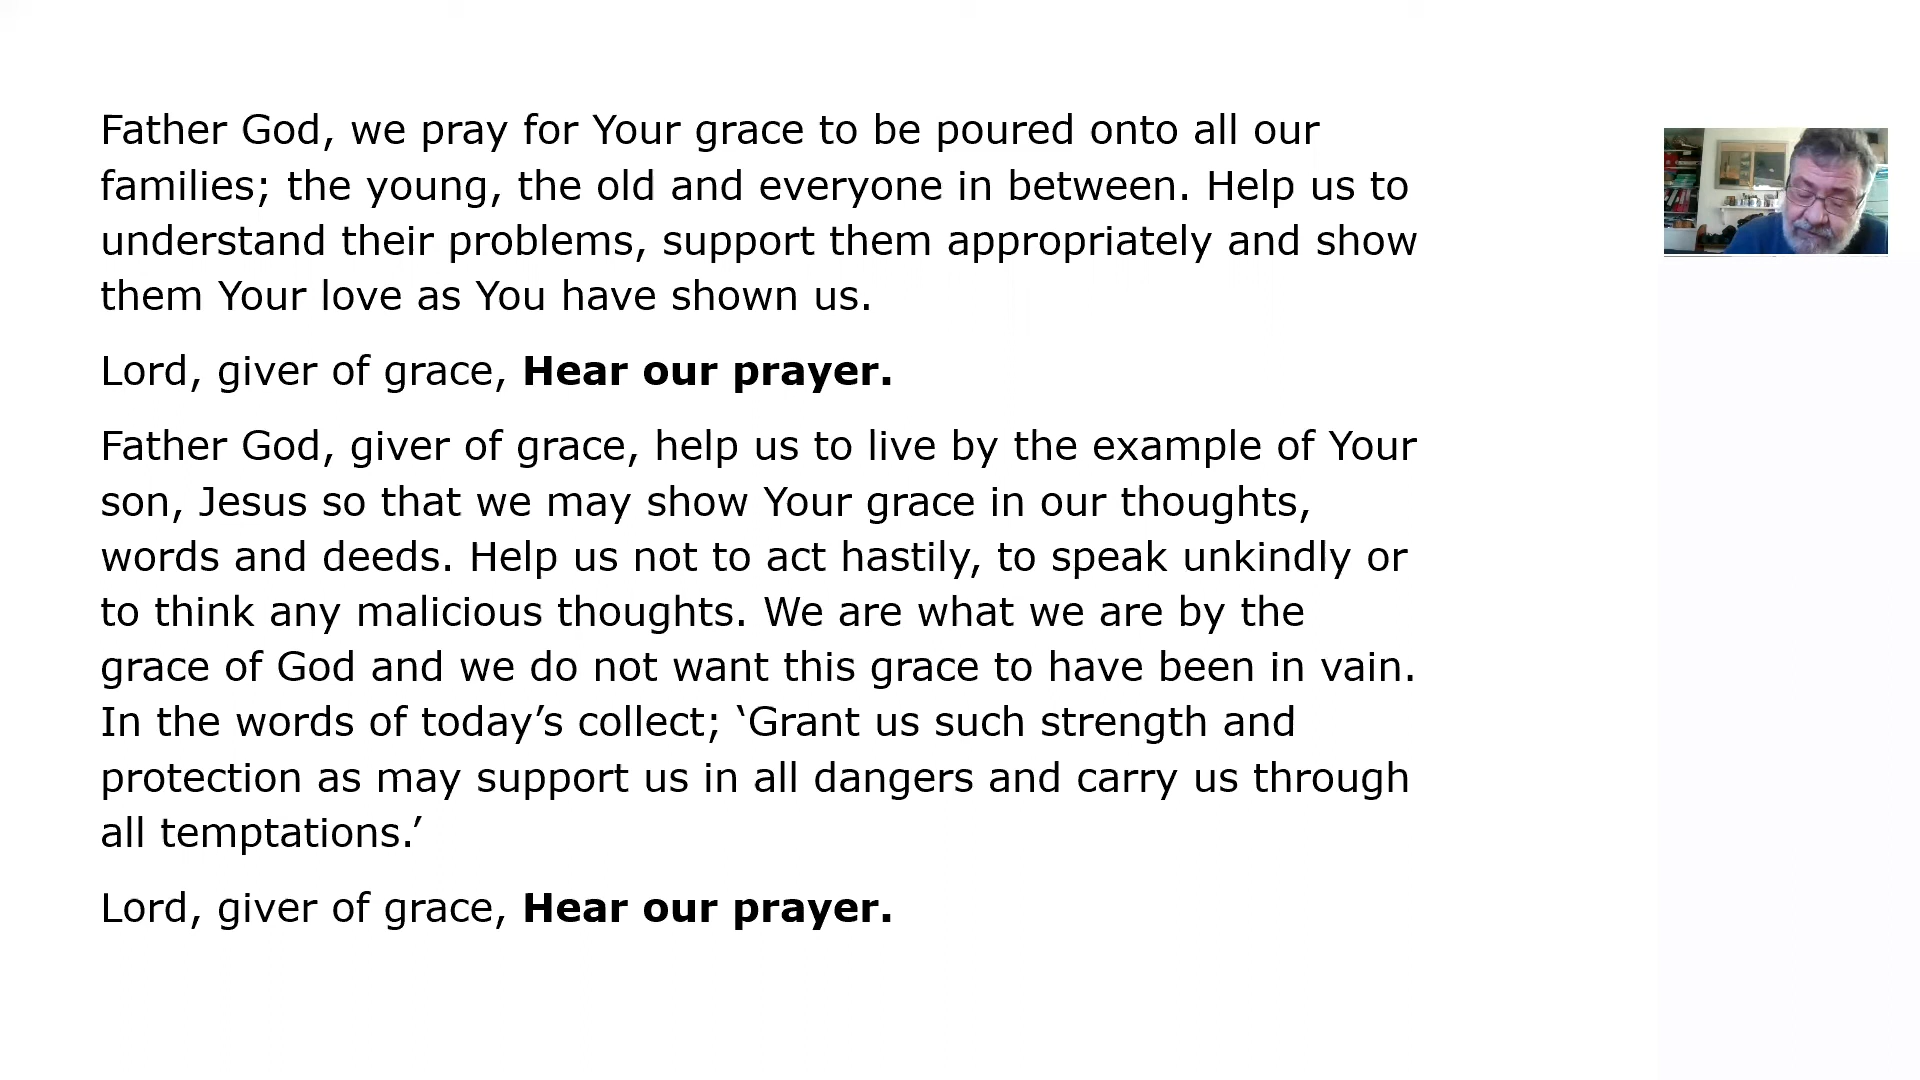 Father God, we pray for Your grace to be poured onto all our
families; the young, the old and everyone in between. Help us to
understand their problems, support them appropriately and show
them Your love as You have shown us.
Lord, giver of grace, Hear our prayer.
Father God, giver of grace, help us to live by the example of Your
son, Jesus so that we may show Your grace in our thoughts,
words and deeds. Help us not to act hastily, to speak unkindly or
to think any malicious thoughts. We are what we are by the
grace of God and we do not want this grace to have been in vain.
In the words of today’s collect; ‘Grant us such strength and
protection as may support us in all dangers and carry us through
all temptations.’
Lord, giver of grace, Hear our prayer.